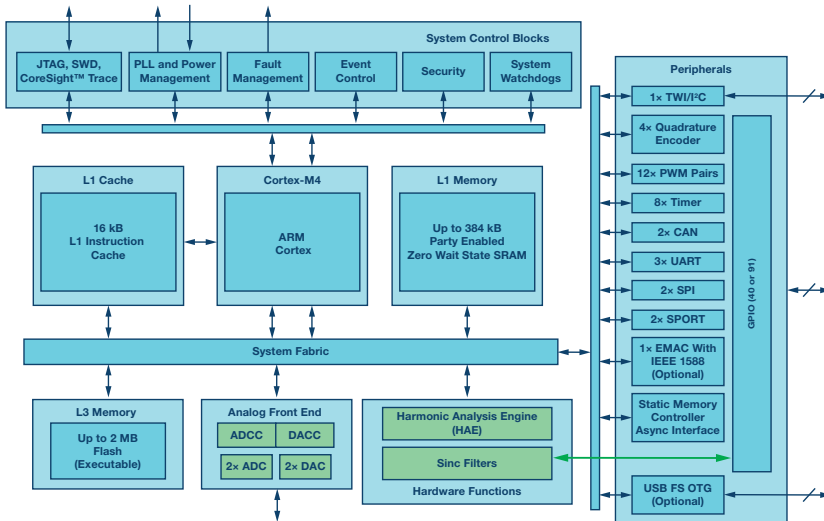 System Control Blocks
JTAG, SWD,
CoreSight™ Trace
PLL and Power
Management
Fault
Management
Event
Control
Security
System
Watchdogs
L1 Cache
16 kB
L1 Instruction
Cache
Cortex-M4
ARM
Cortex
L1 Memory
Up to 384 kB
Party Enabled
Zero Wait State SRAM
System Fabric
L3 Memory
Up to 2 MB
Flash
(Executable)
Analog Front End
ADCC
DACC
2× ADC
2× DAC
Harmonic Analysis Engine
(HAE)
Sinc Filters
Hardware Functions
Peripherals
1× TWI/I²C
4× Quadrature
Encoder
12× PWM Pairs
8× Timer
2× CAN
3× UART
2× SPI
2× SPORT
1× EMAC With
IEEE 1588
(Optional)
Static Memory
Controller
Async Interface
USB FS OTG
(Optional)
GPIO (40 or 91)